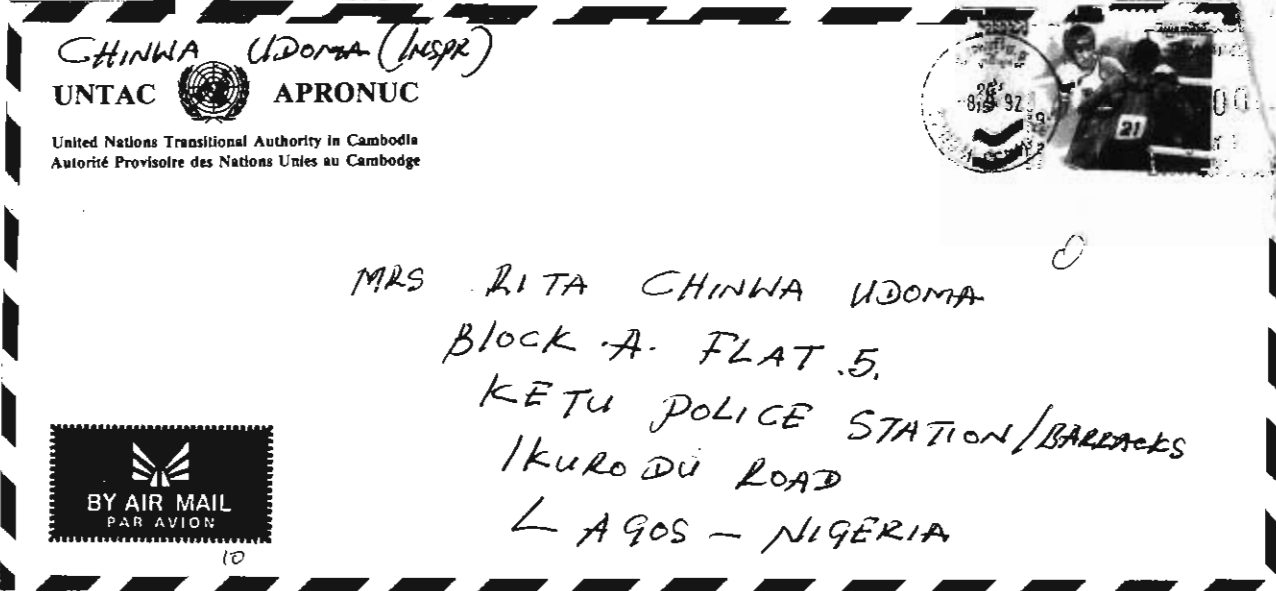 CHINWA UDOMA (INSPR)
UNTAC APRONUC
United Nations Transitional Authority in Cambodia
Autorité Provisoire des Nations Unies au Cambodge
92
21
MRS RITA CHINWA UDOMA
BLOCK .A. FLAT .5.
KETU POLICE STATION/BARRACKS
IKURODU ROAD
LAGOS - NIGERIA
BY AIR MAIL
PAR AVION
10